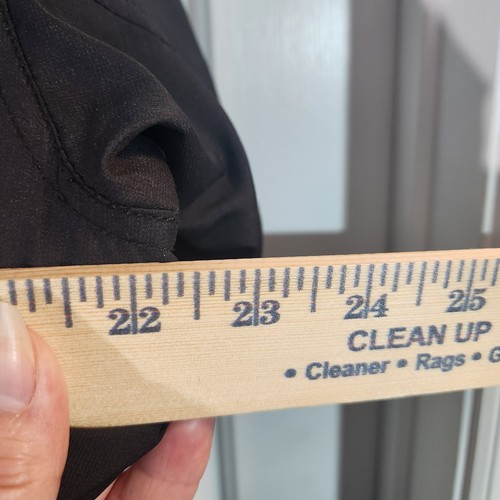 22 23 24 25
CLEAN UP
• Cleaner • Rags • G